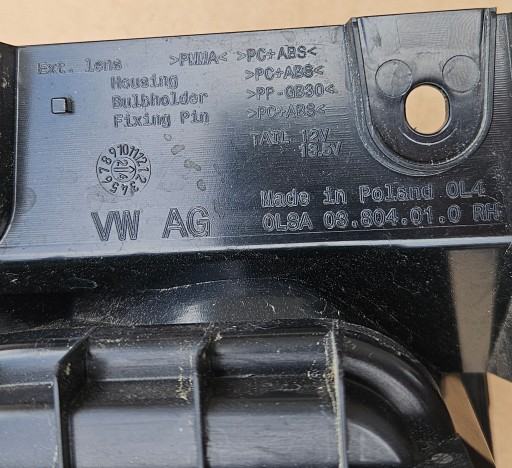 Ext. lens >PMMA< >PC+ABS<
Housing >PC+ABS<
Bulbholder >PP-GB30<
Fixing Pin >PC+ABS<
TAIL 12V
13.5V
VW AG
Made in Poland 0L4
0L8A 08.804.01.0 RH